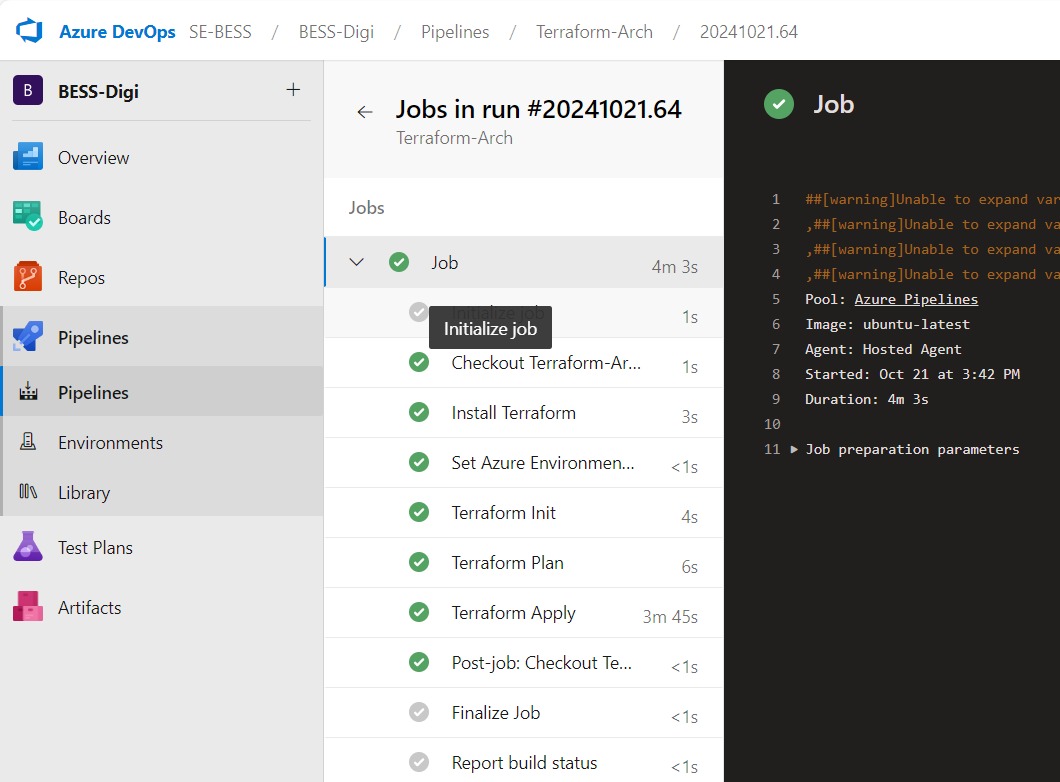 Azure DevOps SE-BESS / BESS-Digi / Pipelines / Terraform-Arch / 20241021.64
B BESS-Digi +
Overview
Boards
Repos
Pipelines
Pipelines
Environments
Library
Test Plans
Artifacts
← Jobs in run #20241021.64
Terraform-Arch
Jobs
Job 4m 3s
Initialize job 1s
Initialize job
Checkout Terraform-Ar... 1s
Install Terraform 3s
Set Azure Environmen... <1s
Terraform Init 4s
Terraform Plan 6s
Terraform Apply 3m 45s
Post-job: Checkout Te... <1s
Finalize Job <1s
Report build status <1s
Job
1 ##[warning]Unable to expand var
2 ,##[warning]Unable to expand va
3 ,##[warning]Unable to expand va
4 ,##[warning]Unable to expand va
5 Pool: Azure Pipelines
6 Image: ubuntu-latest
7 Agent: Hosted Agent
8 Started: Oct 21 at 3:42 PM
9 Duration: 4m 3s
10
11 ▶ Job preparation parameters